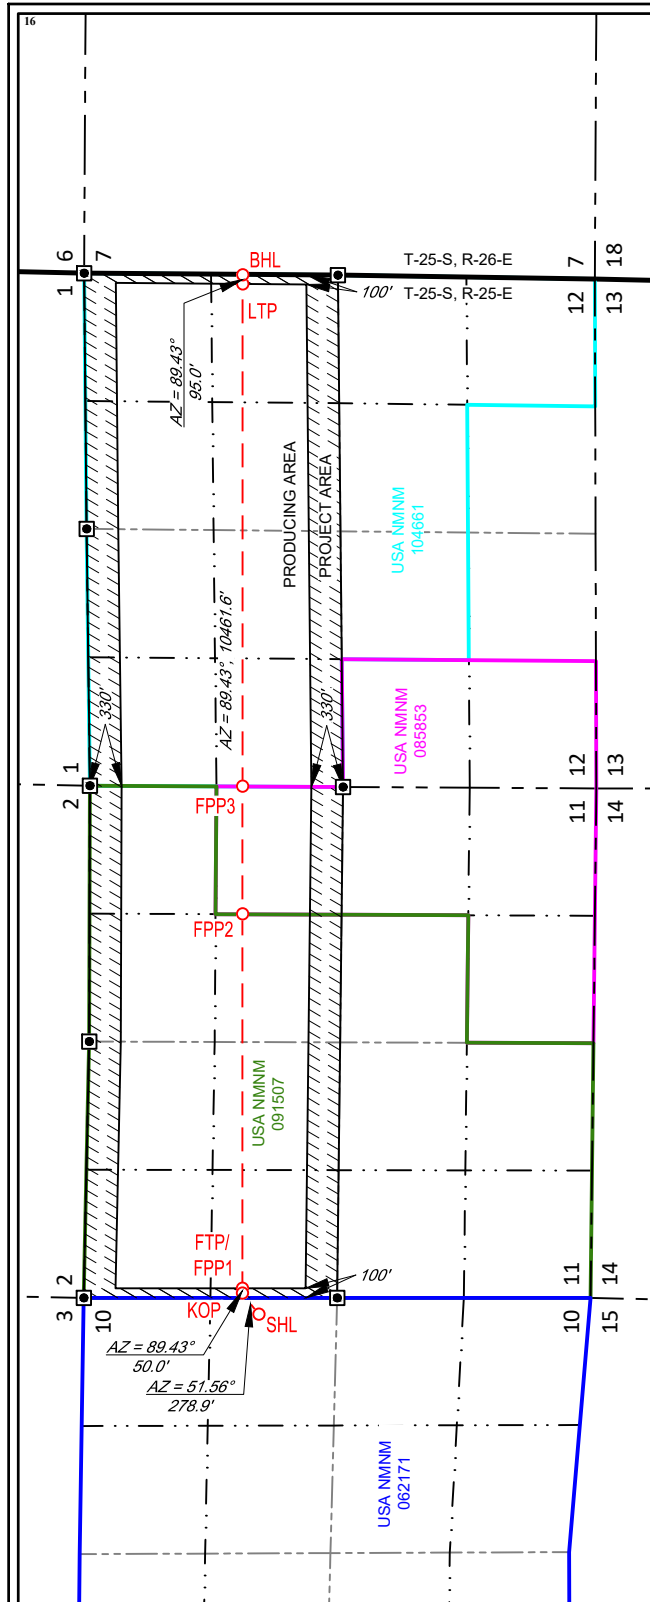 16
6
7
1
BHL
T-25-S, R-26-E
7
18
LTP
100'
T-25-S, R-25-E
12
13
AZ = 89.43°
95.0'
PRODUCING AREA
PROJECT AREA
USA NMNM
104661
AZ = 89.43°, 10461.6'
330'
330'
USA NMNM
085853
1
2
12
13
FPP3
11
14
FPP2
USA NMNM
091507
FTP/
FPP1
100'
2
3
10
11
14
KOP
SHL
10
15
AZ = 89.43°
50.0'
AZ = 51.56°
278.9'
USA NMNM
062171